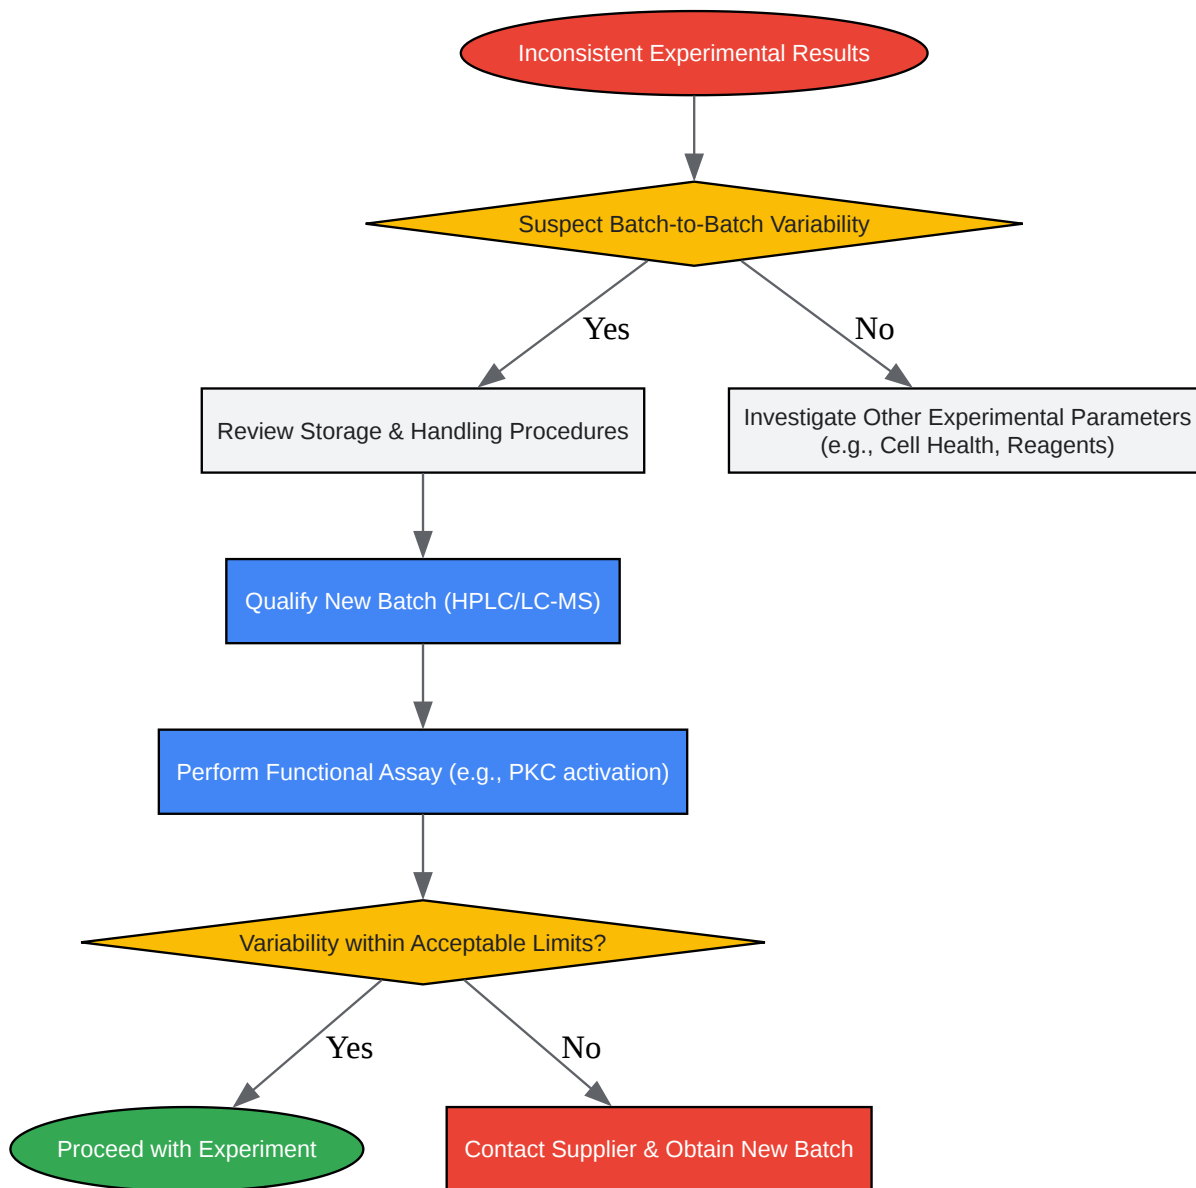 Inconsistent Experimental Results
Suspect Batch-to-Batch Variability
Yes
No
Review Storage & Handling Procedures
Investigate Other Experimental Parameters
(e.g., Cell Health, Reagents)
Qualify New Batch (HPLC/LC-MS)
Perform Functional Assay (e.g., PKC activation)
Variability within Acceptable Limits?
Yes
No
Proceed with Experiment
Contact Supplier & Obtain New Batch